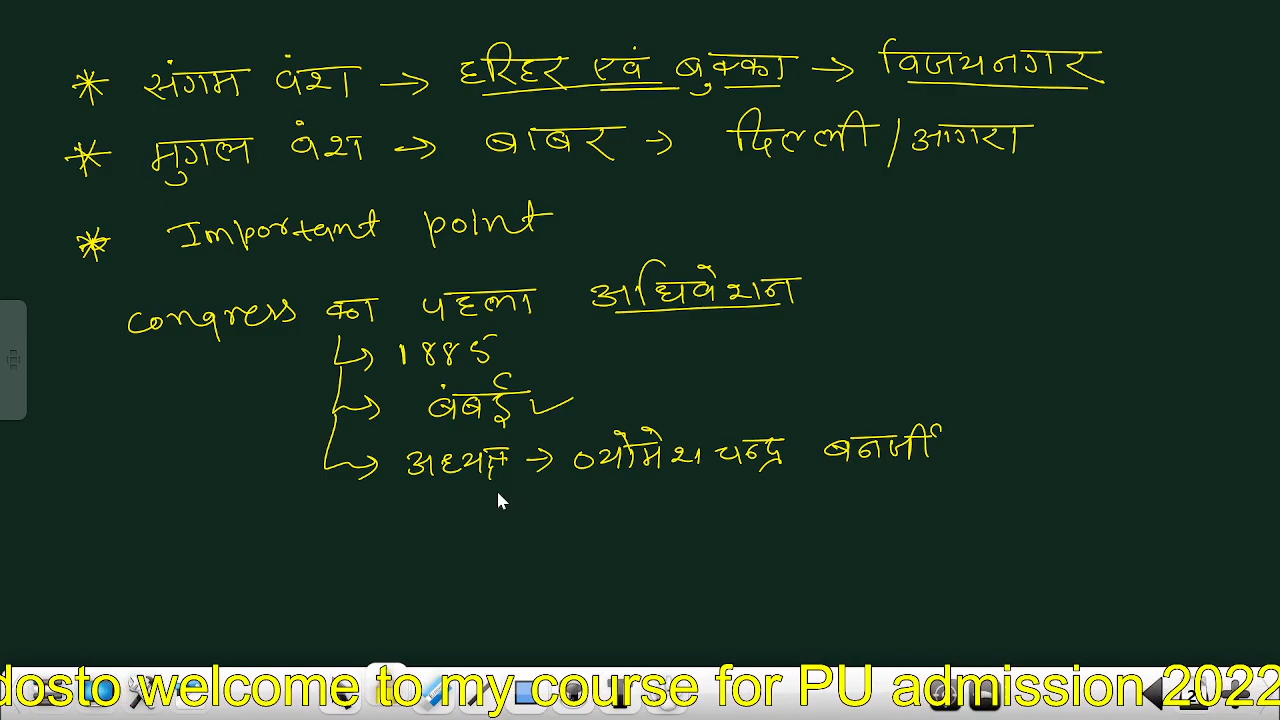 * संगम वंश → हरिहर एवं बुक्का → विजयनगर
* मुगल वंश → बाबर → दिल्ली/आगरा
* Important point
Congress का पहला अधिवेशन
→ 1885
→ बंबई ✓
→ अध्यक्ष → व्योमेश चन्द्र बनर्जी
dosto welcome to my course for PU admission 2022